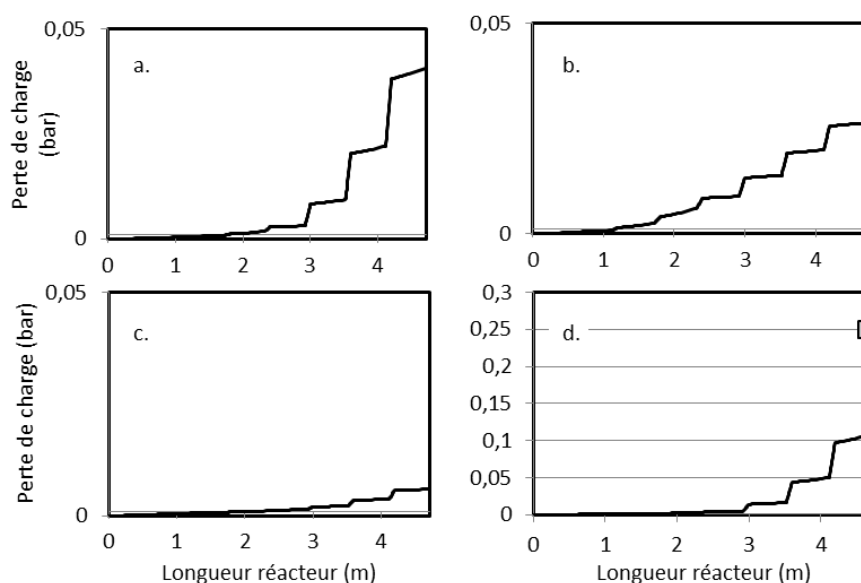 0,05
a.
Perte de charge
(bar)
0
0 1 2 3 4
0,05
b.
0
0 1 2 3 4
0,05
c.
Perte de charge (bar)
0
0 1 2 3 4
Longueur réacteur (m)
0,3
0,25
d.
0,2
0,15
0,1
0,05
0
0 1 2 3 4
Longueur réacteur (m)